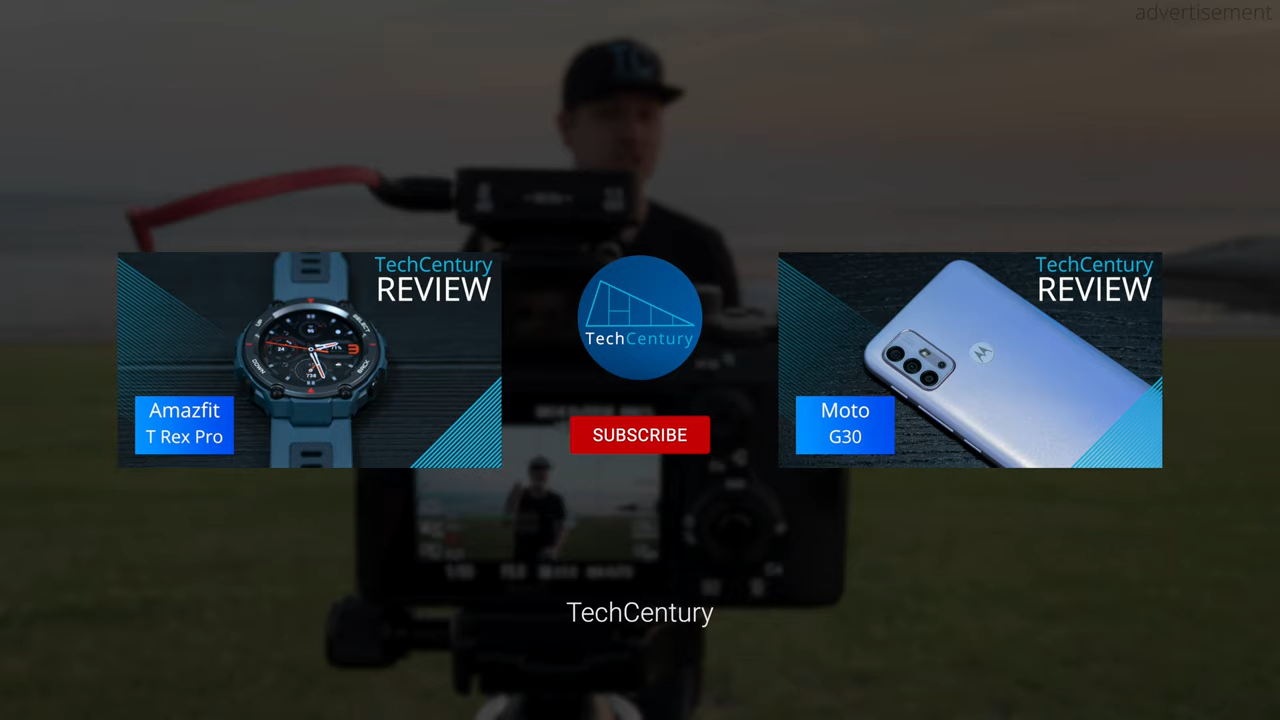 advertisement
TechCentury
REVIEW
Amazfit
T Rex Pro
TechCentury
SUBSCRIBE
TechCentury
REVIEW
Moto
G30
TechCentury